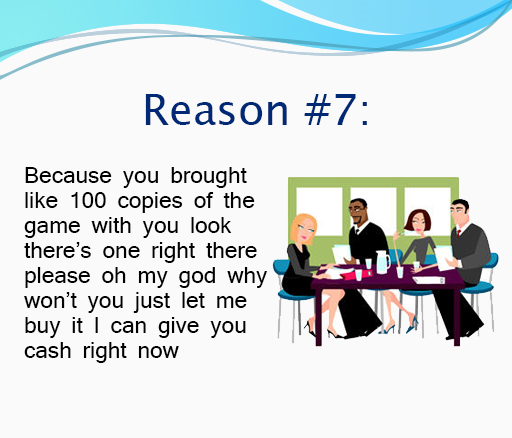 Reason #7:
Because you brought
like 100 copies of the
game with you look
there's one right there
please oh my god why
won't you just let me
buy it I can give you
cash right now